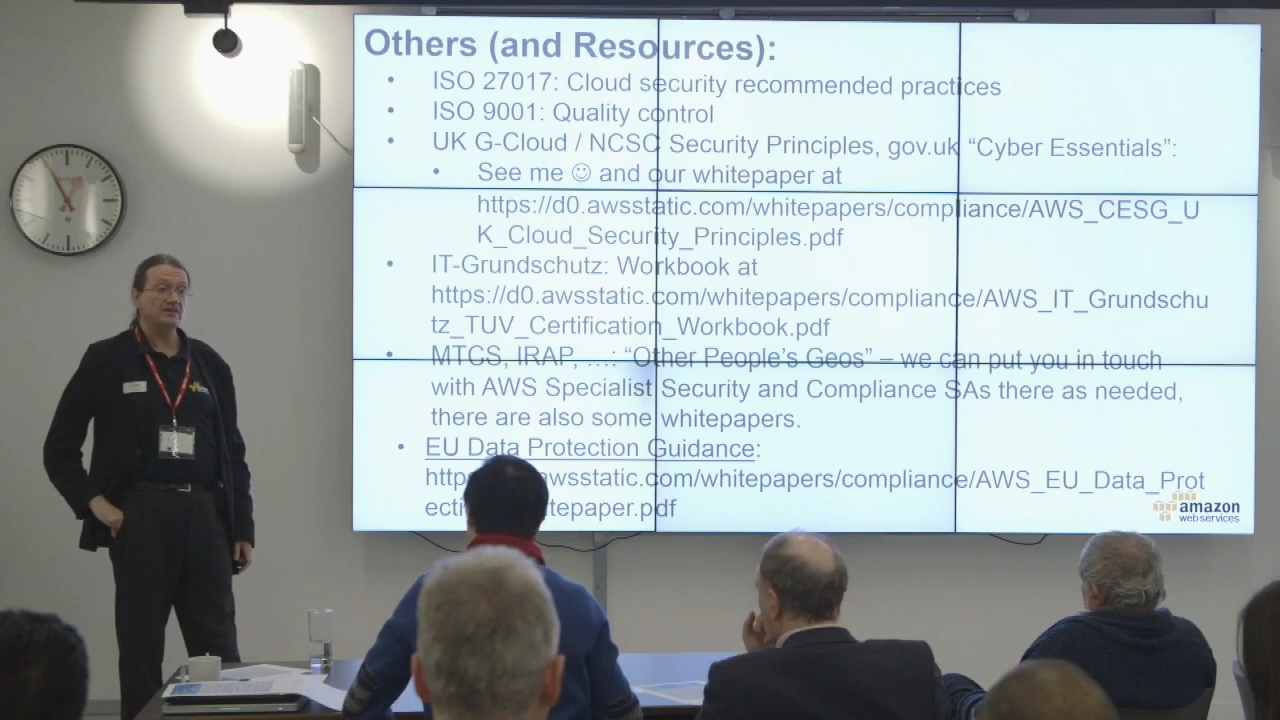 Others (and Resources):
• ISO 27017: Cloud security recommended practices
• ISO 9001: Quality control
• UK G-Cloud / NCSC Security Principles, gov.uk “Cyber Essentials”:
• See me ☺ and our whitepaper at
https://d0.awsstatic.com/whitepapers/compliance/AWS_CESG_U
K_Cloud_Security_Principles.pdf
• IT-Grundschutz: Workbook at
https://d0.awsstatic.com/whitepapers/compliance/AWS_IT_Grundschu
tz_TUV_Certification_Workbook.pdf
• MTCS, IRAP, …: “Other People’s Geos” – we can put you in touch
with AWS Specialist Security and Compliance SAs there as needed,
there are also some whitepapers.
• EU Data Protection Guidance:
awsstatic.com/whitepapers/compliance/AWS_EU_Data_Prot
tepaper.pdf
amazon
web services